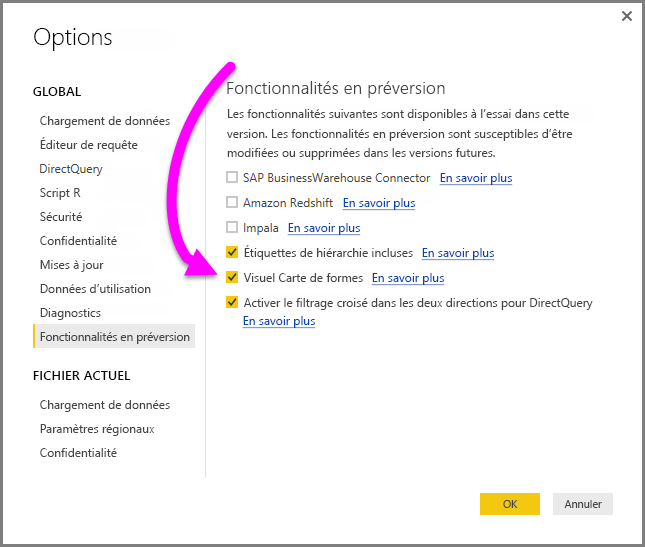 Options
GLOBAL
Chargement de données
Éditeur de requête
DirectQuery
Script R
Sécurité
Confidentialité
Mises à jour
Données d'utilisation
Diagnostics
Fonctionnalités en préversion
FICHIER ACTUEL
Chargement de données
Paramètres régionaux
Confidentialité
Fonctionnalités en préversion
Les fonctionnalités suivantes sont disponibles à l'essai dans cette
version. Les fonctionnalités en préversion sont susceptibles d'être
modifiées ou supprimées dans les versions futures.
SAP BusinessWarehouse Connector En savoir plus
Amazon Redshift En savoir plus
Impala En savoir plus
Étiquettes de hiérarchie incluses En savoir plus
Visuel Carte de formes En savoir plus
Activer le filtrage croisé dans les deux directions pour DirectQuery
En savoir plus
OK
Annuler